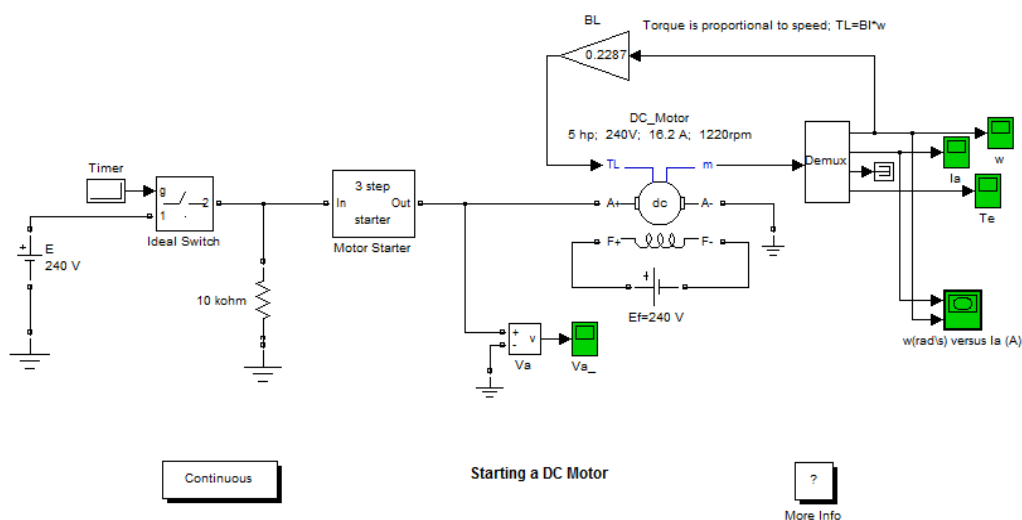 BL
Torque is proportional to speed; TL=Bl*w
0.2287
DC_Motor
5 hp; 240V; 16.2 A; 1220rpm
Timer
TL
m
Demux
w
Ia
Te
g
1
2
Ideal Switch
3 step
starter
In
Out
Motor Starter
A+
dc
A-
E
240 V
F+
F-
10 kohm
+
Ef=240 V
+
-
v
Va
Va_
w(rad\s) versus Ia (A)
Continuous
Starting a DC Motor
?
More Info